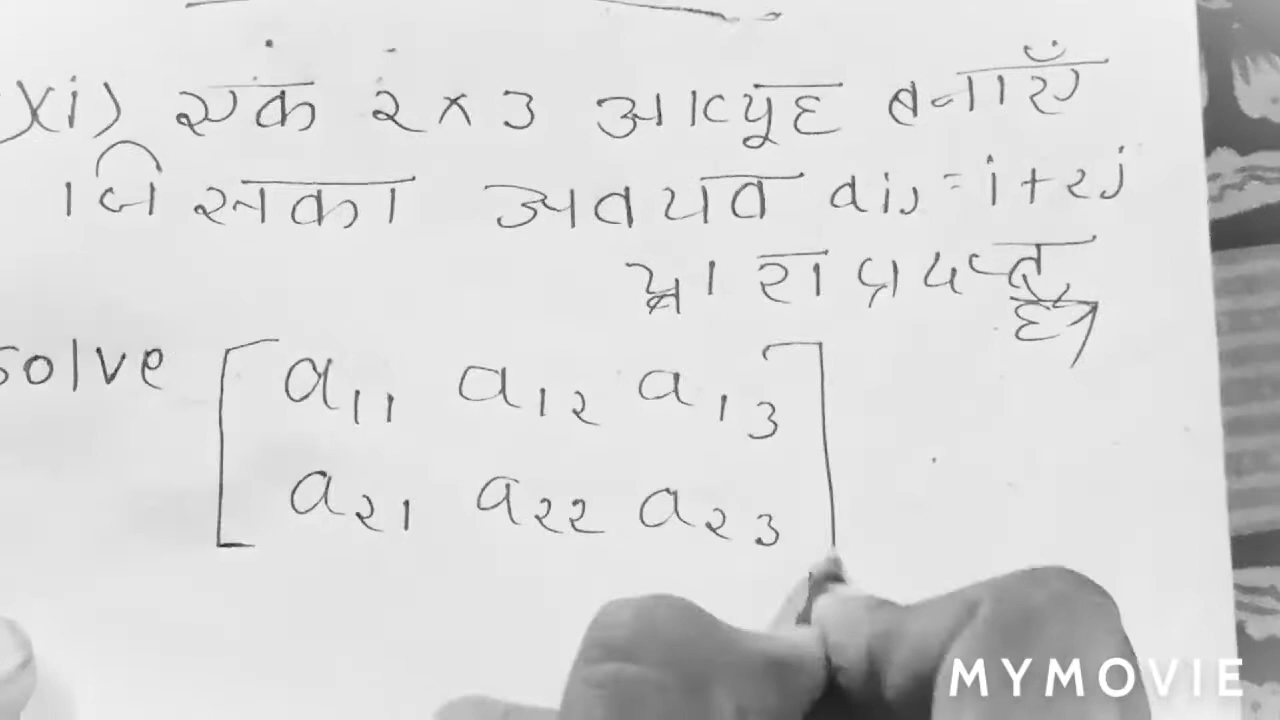 xi) एक 2 × 3 आव्यूह बनाएँ
जिसका अवयव aij = i + 2j
द्वारा प्रदत्त है
solve
a11 a12 a13
a21 a22 a23
MYMOVIE